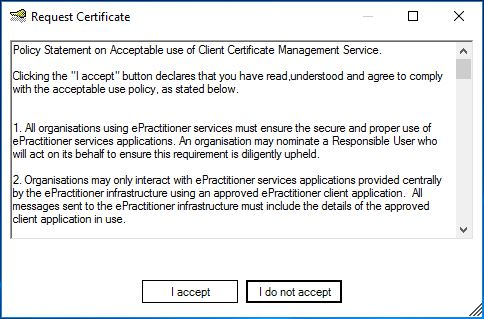 Request Certificate
Policy Statement on Acceptable use of Client Certificate Management Service.
Clicking the "I accept" button declares that you have read,understood and agree to comply
with the acceptable use policy, as stated below.
1. All organisations using ePractitioner services must ensure the secure and proper use of
ePractitioner services applications. An organisation may nominate a Responsible User who
will act on its behalf to ensure this requirement is diligently upheld.
2. Organisations may only interact with ePractitioner services applications provided centrally
by the ePractitioner infrastructure using an approved ePractitioner client application.  All
messages sent to the ePractitioner infrastructure must include the details of the approved
client application in use.
I accept
I do not accept